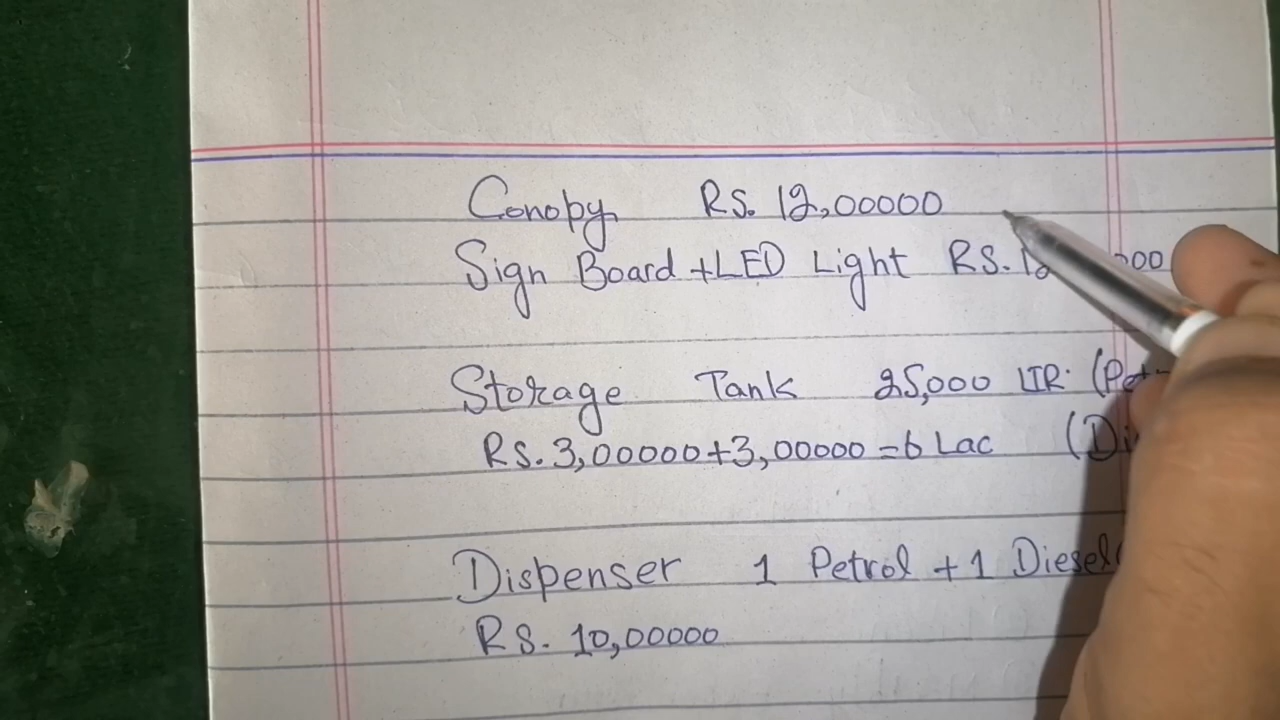 Conopy Rs. 12,00000
Sign Board +LED Light Rs.
Storage Tank 25,000 LTR.
Rs. 3,00000+3,00000 = 6 Lac
Dispenser 1 Petrol + 1 Diesel
Rs. 10,00000